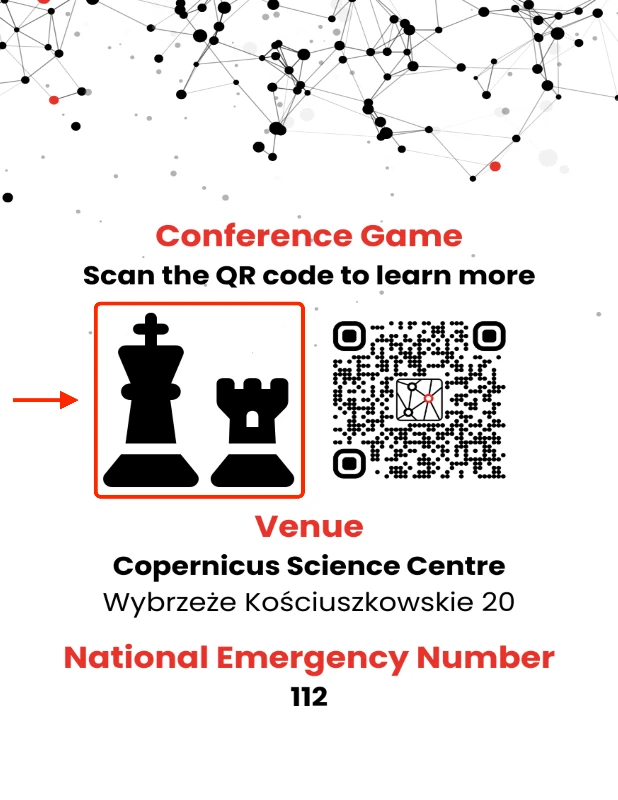 Conference Game
Scan the QR code to learn more
Venue
Copernicus Science Centre
Wybrzeże Kościuszkowskie 20
National Emergency Number
112